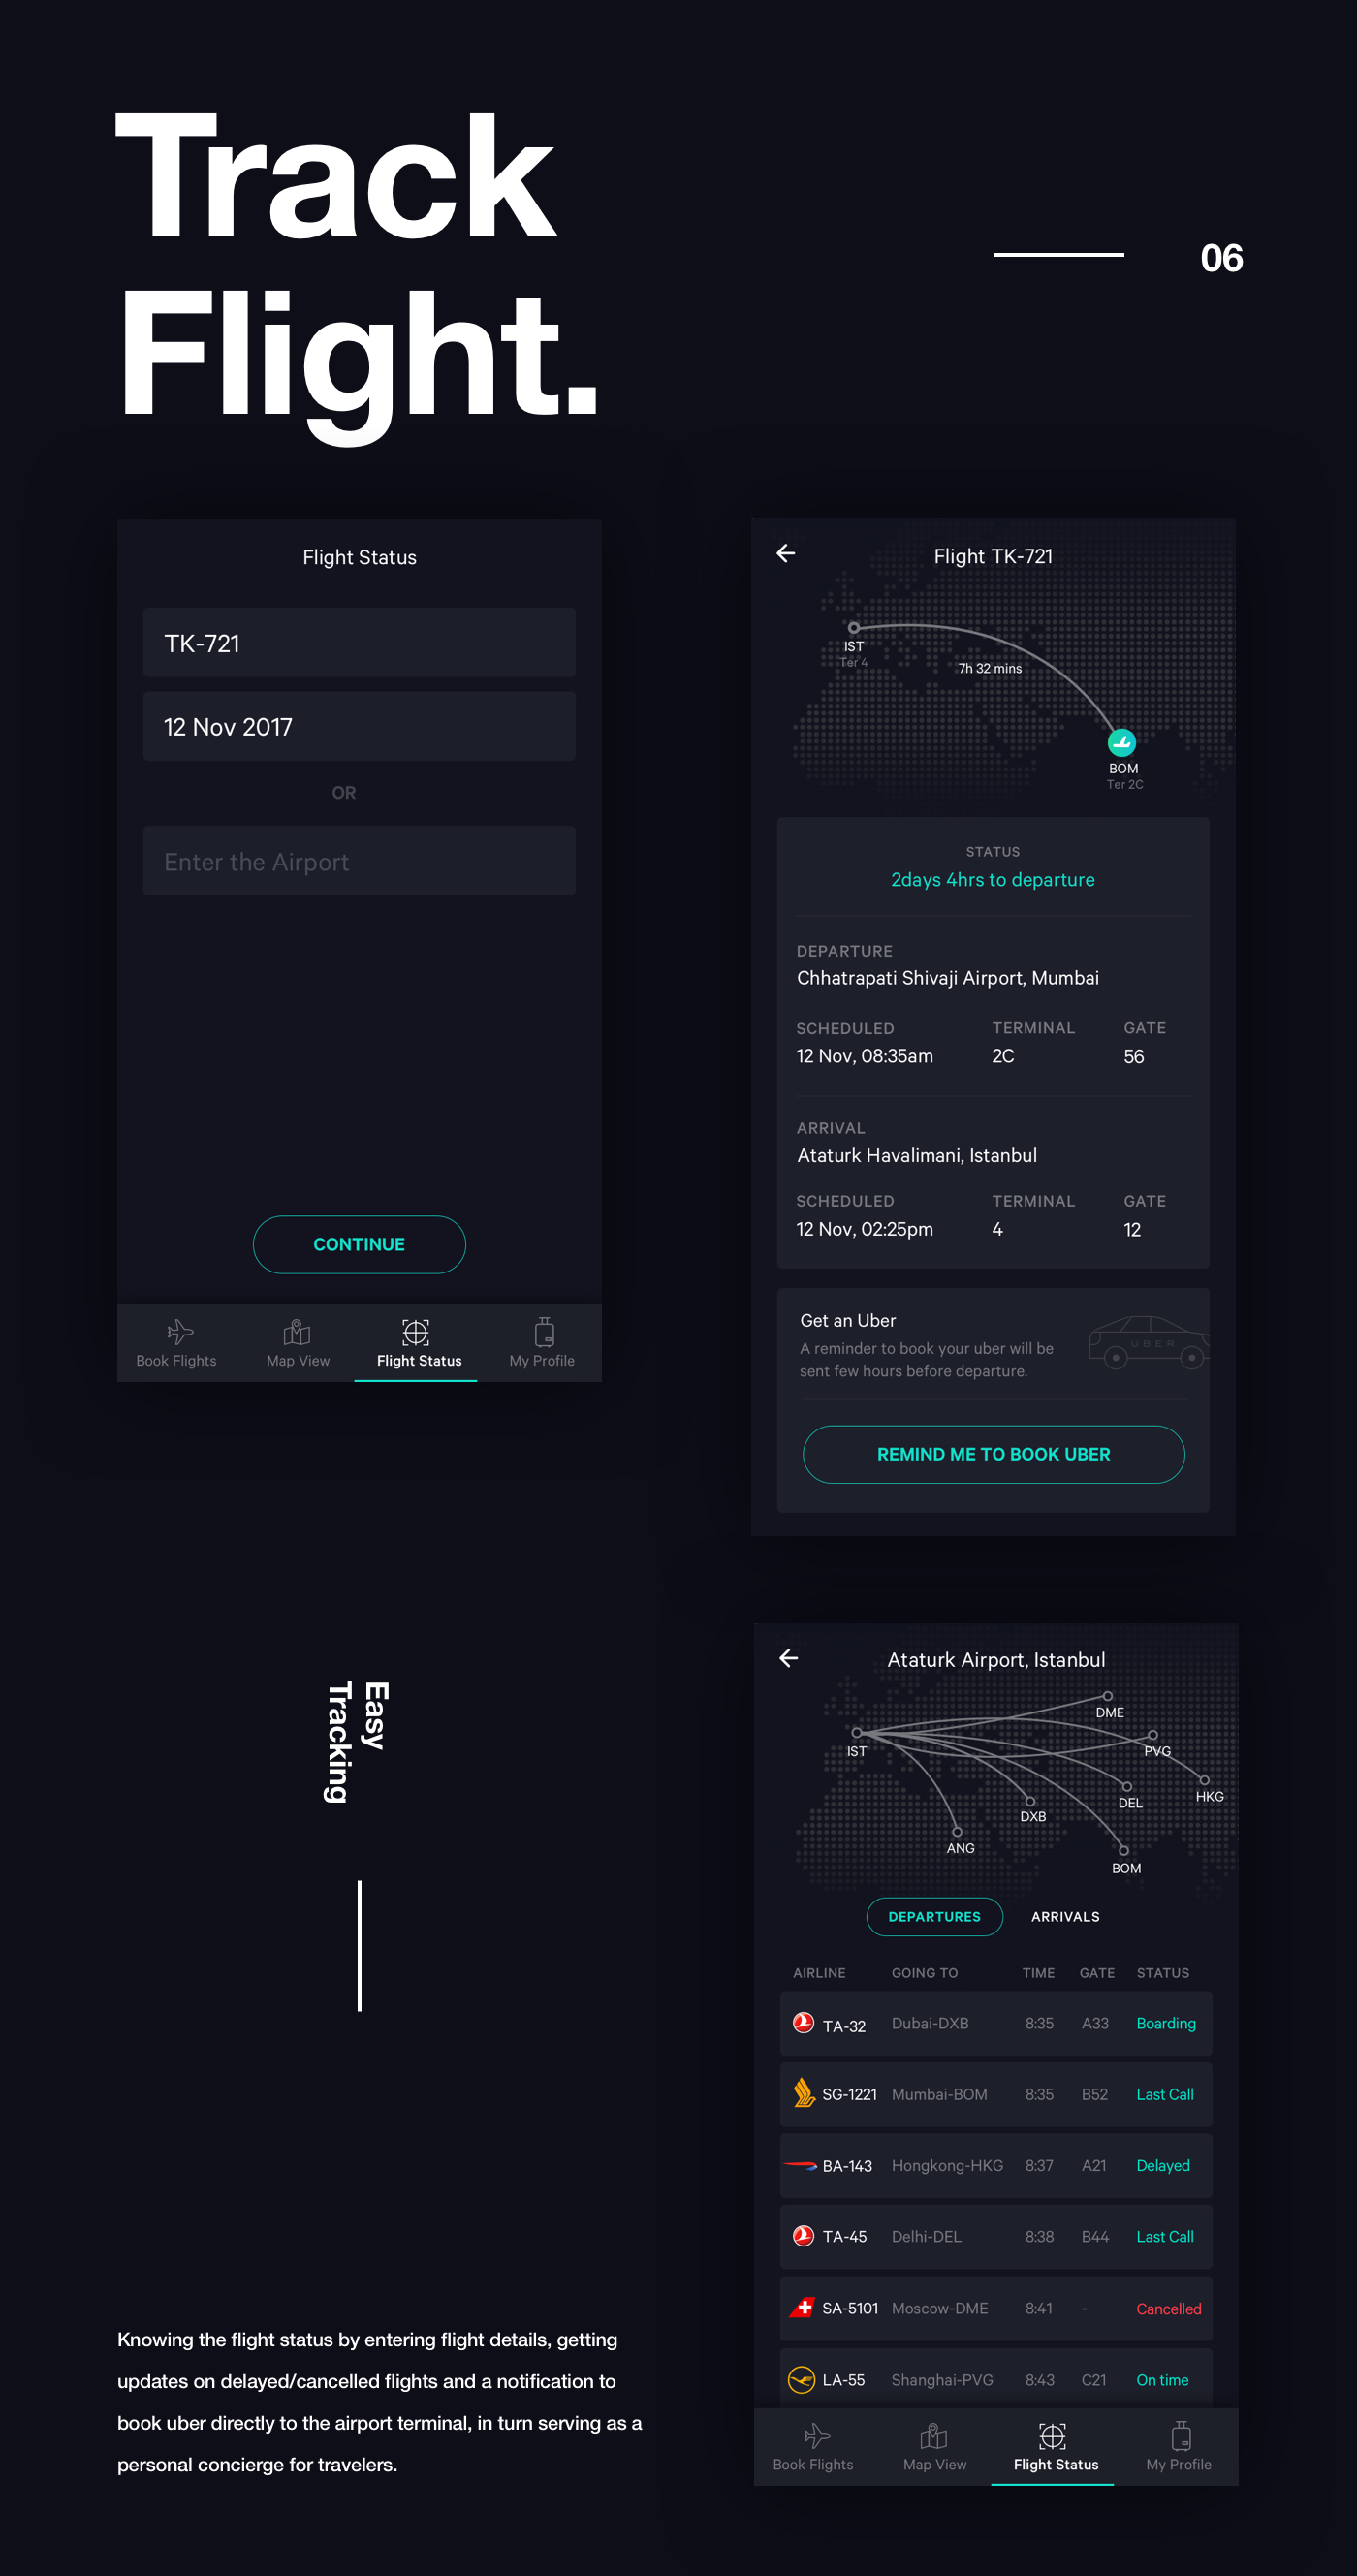 Track
Flight.
06
Flight Status
TK-721
12 Nov 2017
OR
Enter the Airport
CONTINUE
Book Flights
Map View
Flight Status
My Profile
Flight TK-721
IST
Ter 4
7h 32 mins
BOM
Ter 2C
STATUS
2days 4hrs to departure
DEPARTURE
Chhatrapati Shivaji Airport, Mumbai
SCHEDULED TERMINAL GATE
12 Nov, 08:35am 2C 56
ARRIVAL
Ataturk Havalimani, Istanbul
SCHEDULED TERMINAL GATE
12 Nov, 02:25pm 4 12
Get an Uber
A reminder to book your uber will be
sent few hours before departure.
UBER
REMIND ME TO BOOK UBER
Easy
Tracking
Knowing the flight status by entering flight details, getting
updates on delayed/cancelled flights and a notification to
book uber directly to the airport terminal, in turn serving as a
personal concierge for travelers.
Ataturk Airport, Istanbul
DME
IST
PVG
HKG
DEL
DXB
ANG
BOM
DEPARTURES ARRIVALS
AIRLINE GOING TO TIME GATE STATUS
TA-32 Dubai-DXB 8:35 A33 Boarding
SG-1221 Mumbai-BOM 8:35 B52 Last Call
BA-143 Hongkong-HKG 8:37 A21 Delayed
TA-45 Delhi-DEL 8:38 B44 Last Call
SA-5101 Moscow-DME 8:41 - Cancelled
LA-55 Shanghai-PVG 8:43 C21 On time
Book Flights
Map View
Flight Status
My Profile